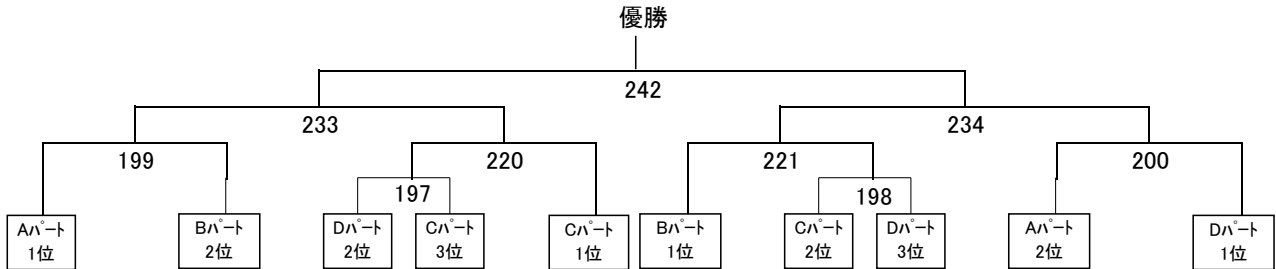 優勝
242
233 234
199 220 221 200
197 198
Aパート Bパート Dパート Cパート Cパート Bパート Cパート Dパート Aパート Dパート
1位 2位 2位 3位 1位 1位 2位 3位 2位 1位